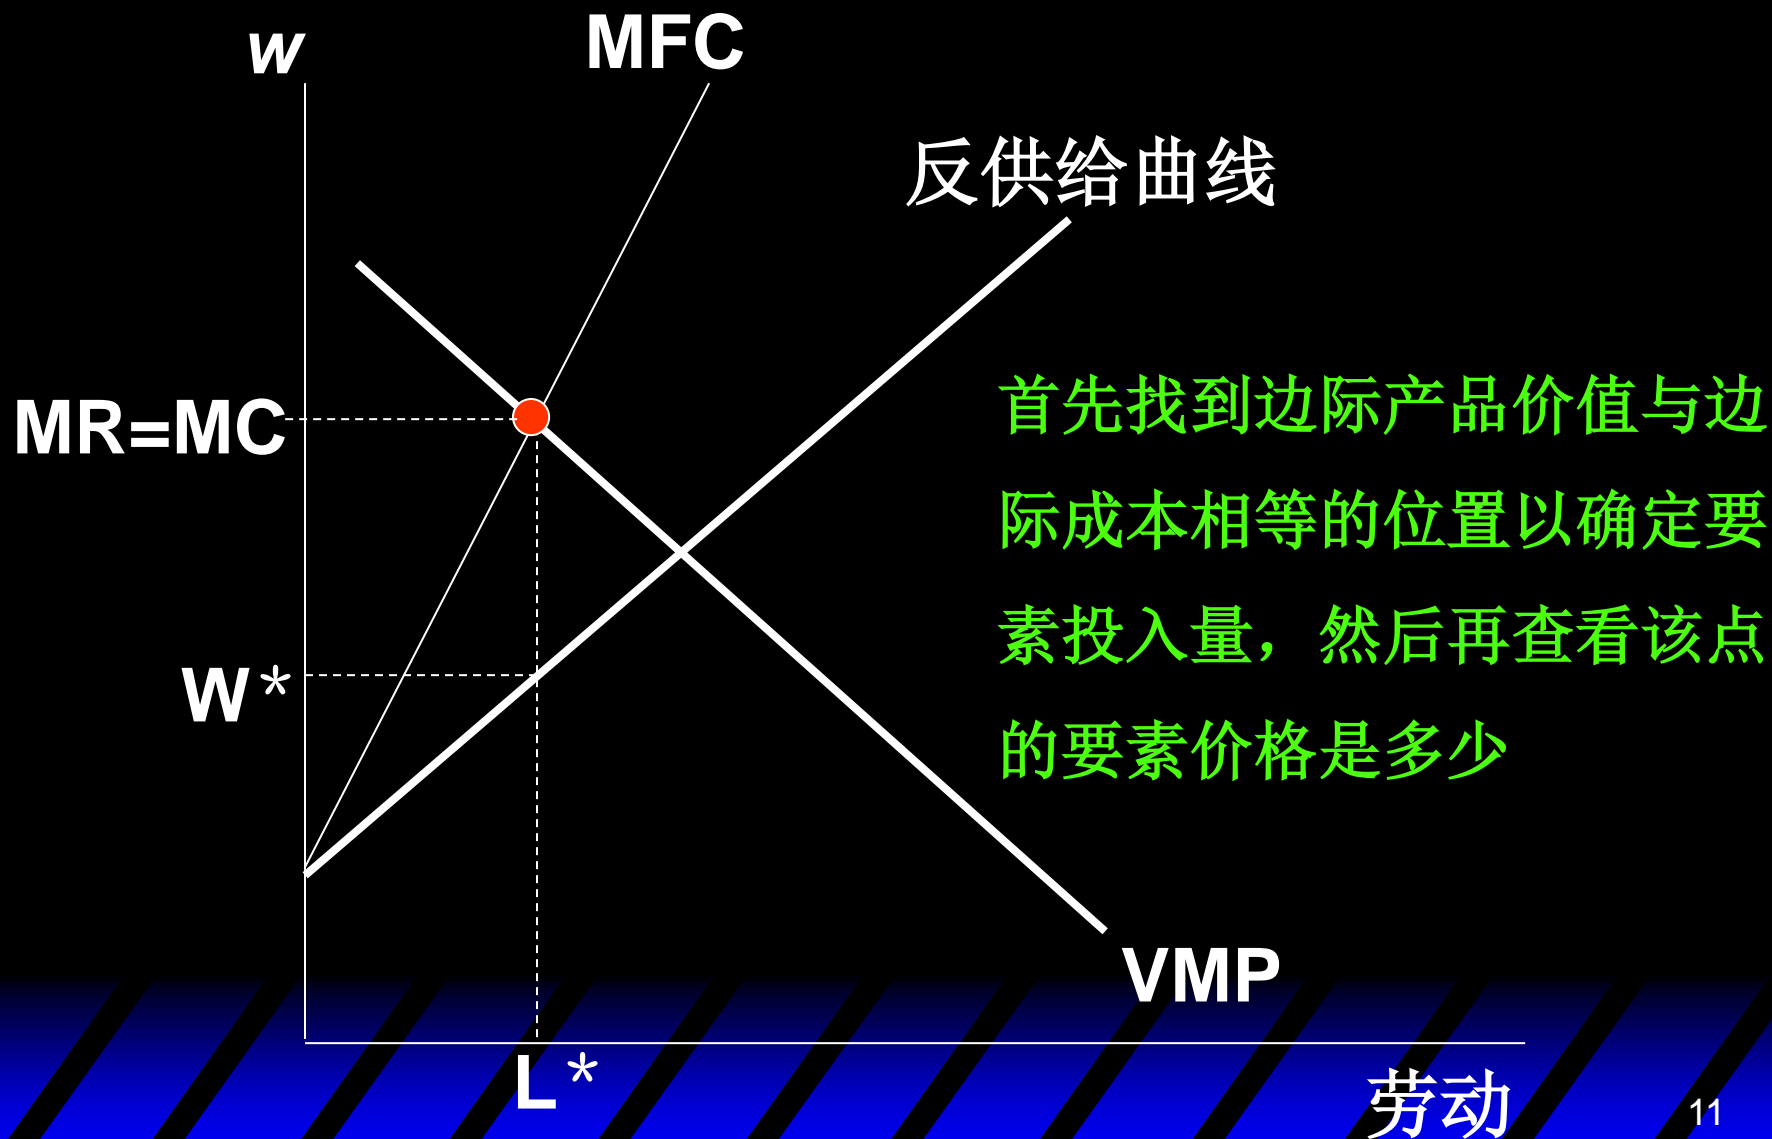 w
MFC
反供给曲线
MR=MC
首先找到边际产品价值与边
际成本相等的位置以确定要
素投入量，然后再查看该点
的要素价格是多少
W*
VMP
L*
劳动
11